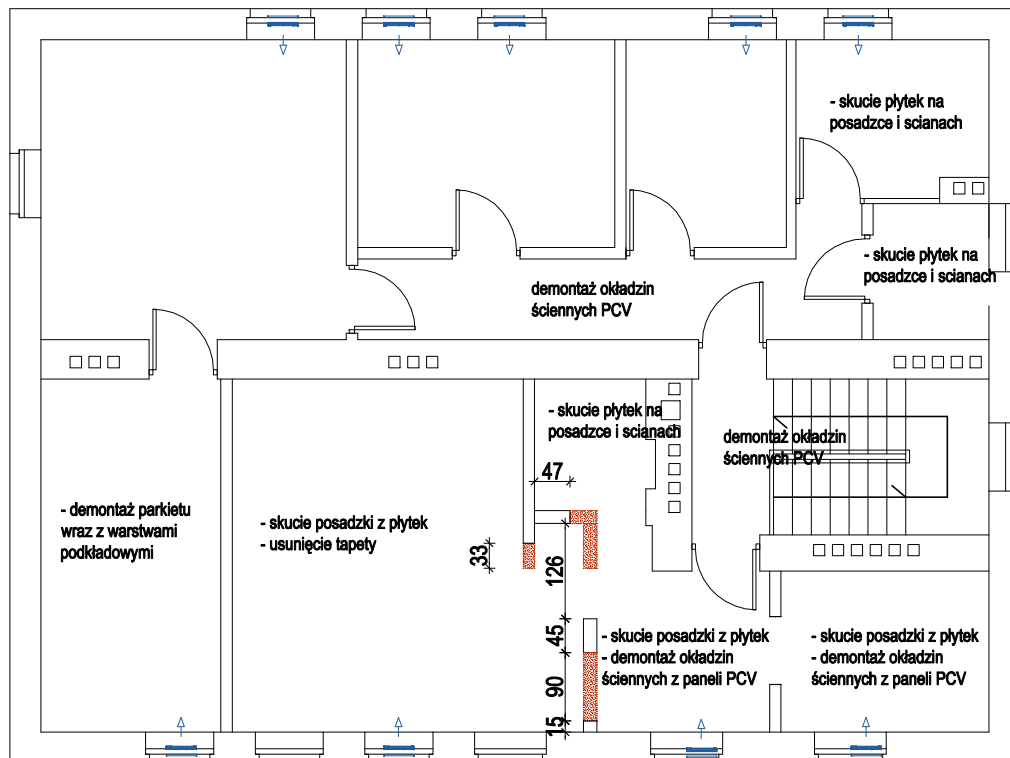 - skucie płytek na
posadzce i scianach
- skucie płytek na
posadzce i scianach
demontaż okładzin
ściennych PCV
- skucie płytek na
posadzce i scianach
demontaż okładzin
ściennych PCV
47
- demontaż parkietu
wraz z warstwami
podkładowymi
- skucie posadzki z płytek
- usunięcie tapety
33
126
45
90
15
- skucie posadzki z płytek
- demontaż okładzin
ściennych z paneli PCV
- skucie posadzki z płytek
- demontaż okładzin
ściennych z paneli PCV